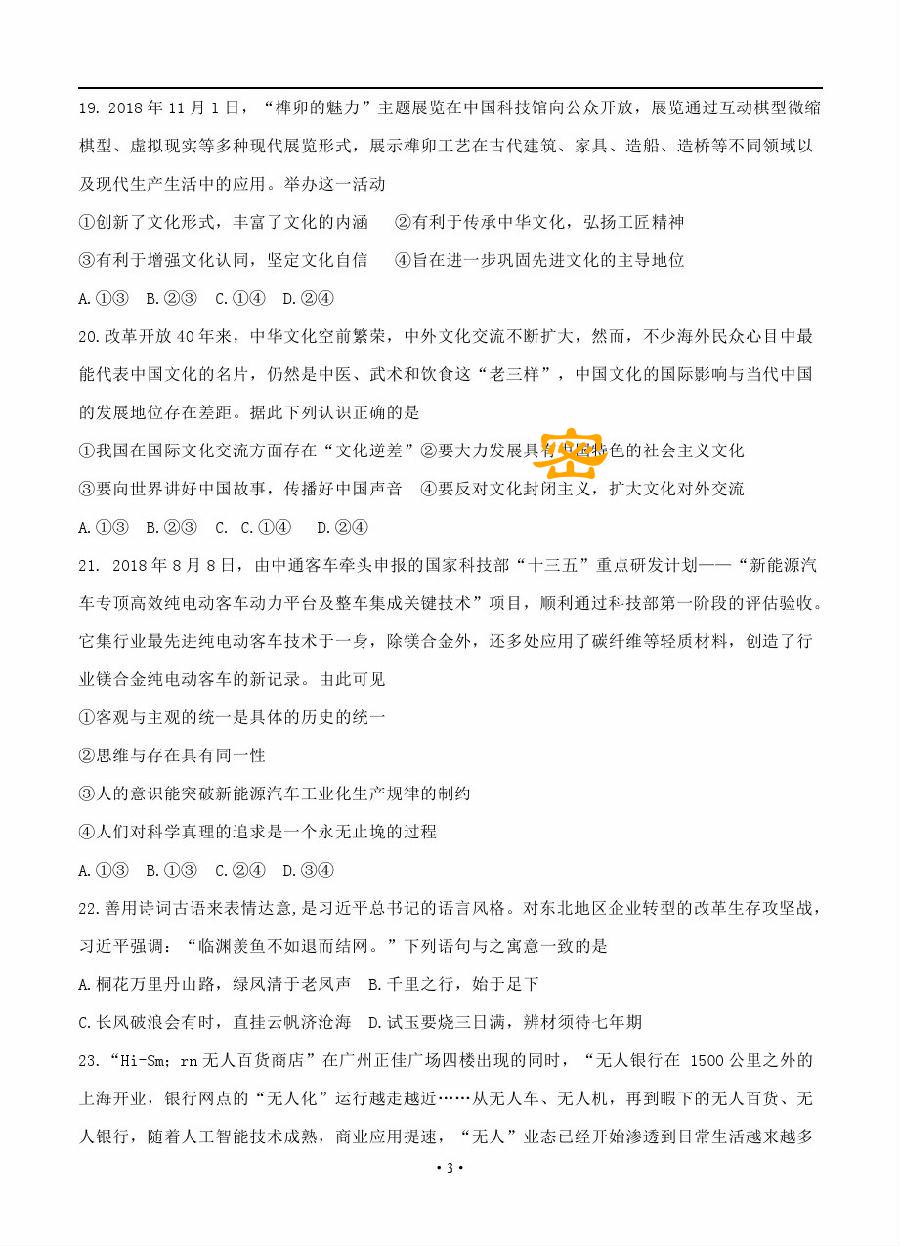 19. 2018年11月1日，“榫卯的魅力”主题展览在中国科技馆向公众开放，展览通过互动棋型微缩
棋型、虚拟现实等多种现代展览形式，展示榫卯工艺在古代建筑、家具、造船、造桥等不同领域以
及现代生产生活中的应用。举办这一活动
①创新了文化形式，丰富了文化的内涵 ②有利于传承中华文化，弘扬工匠精神
③有利于增强文化认同，坚定文化自信 ④旨在进一步巩固先进文化的主导地位
A.①③ B.②③ C.①④ D.②④
20.改革开放40年来，中华文化空前繁荣，中外文化交流不断扩大，然而，不少海外民众心目中最
能代表中国文化的名片，仍然是中医、武术和饮食这“老三样”，中国文化的国际影响与当代中国
的发展地位存在差距。据此下列认识正确的是
①我国在国际文化交流方面存在“文化逆差”②要大力发展具有中国特色的社会主义文化
密
③要向世界讲好中国故事，传播好中国声音 ④要反对文化封闭主义，扩大文化对外交流
A.①③ B.②③ C. C.①④ D.②④
21. 2018年8月8日，由中通客车牵头申报的国家科技部“十三五”重点研发计划——“新能源汽
车专项高效纯电动客车动力平台及整车集成关键技术”项目，顺利通过科技部第一阶段的评估验收。
它集行业最先进纯电动客车技术于一身，除镁合金外，还多处应用了碳纤维等轻质材料，创造了行
业镁合金纯电动客车的新记录。由此可见
①客观与主观的统一是具体的历史的统一
②思维与存在具有同一性
③人的意识能突破新能源汽车工业化生产规律的制约
④人们对科学真理的追求是一个永无止境的过程
A.①③ B.①③ C.②④ D.③④
22.善用诗词古语来表情达意,是习近平总书记的语言风格。对东北地区企业转型的改革生存攻坚战，
习近平强调：“临渊羡鱼不如退而结网。”下列语句与之寓意一致的是
A.桐花万里丹山路，雏凤清于老凤声 B.千里之行，始于足下
C.长风破浪会有时，直挂云帆济沧海 D.试玉要烧三日满，辨材须待七年期
23.“Hi-Sm；rn无人百货商店”在广州正佳广场四楼出现的同时，“无人银行在 1500公里之外的
上海开业，银行网点的“无人化”运行越走越近……从无人车、无人机，再到眼下的无人百货、无
人银行，随着人工智能技术成熟，商业应用提速，“无人”业态已经开始渗透到日常生活越来越多
·3·